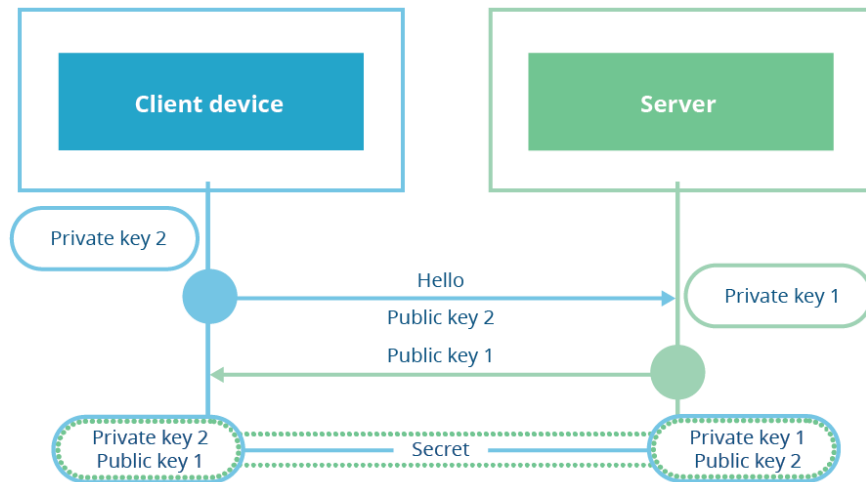 Client device
Server
Private key 2
Hello
Private key 1
Public key 2
Public key 1
Private key 2
Public key 1
Secret
Private key 1
Public key 2